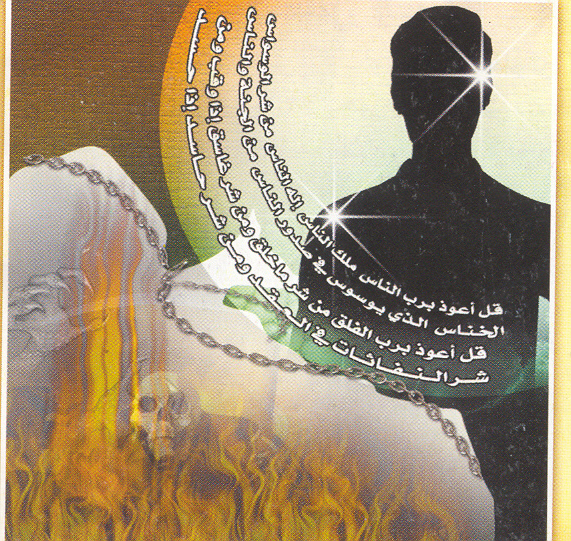 قل أعوذ برب الناس ملك الناس إله الناس من شر الوسواس
الخناس الذي يوسوس في صدور الناس من الجنة والناس
قل أعوذ برب الفلق من شر ما خلق ومن شر غاسق إذا وقب ومن
شر النفاثات في العقد ومن شر حاسد إذا حسد